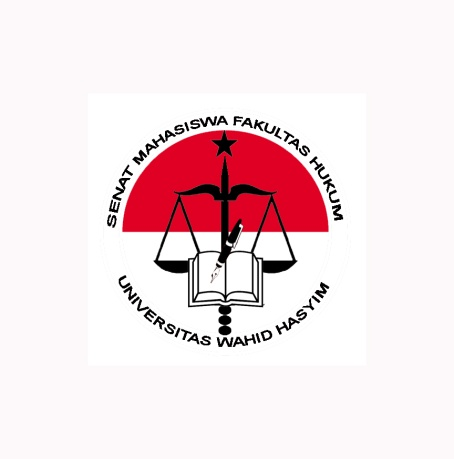 SENAT MAHASISWA FAKULTAS HUKUM
UNIVERSITAS WAHID HASYIM